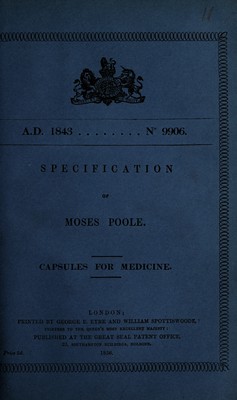 A.D. 1843 . . . . . . . . N° 9906.
SPECIFICATION
OF
MOSES POOLE.
CAPSULES FOR MEDICINE.
LONDON:
PRINTED BY GEORGE E. EYRE AND WILLIAM SPOTTISWOODE,
PRINTERS TO THE QUEEN'S MOST EXCELLENT MAJESTY:
PUBLISHED AT THE GREAT SEAL PATENT OFFICE,
25, SOUTHAMPTON BUILDINGS, HOLBORN.
Price
1856.